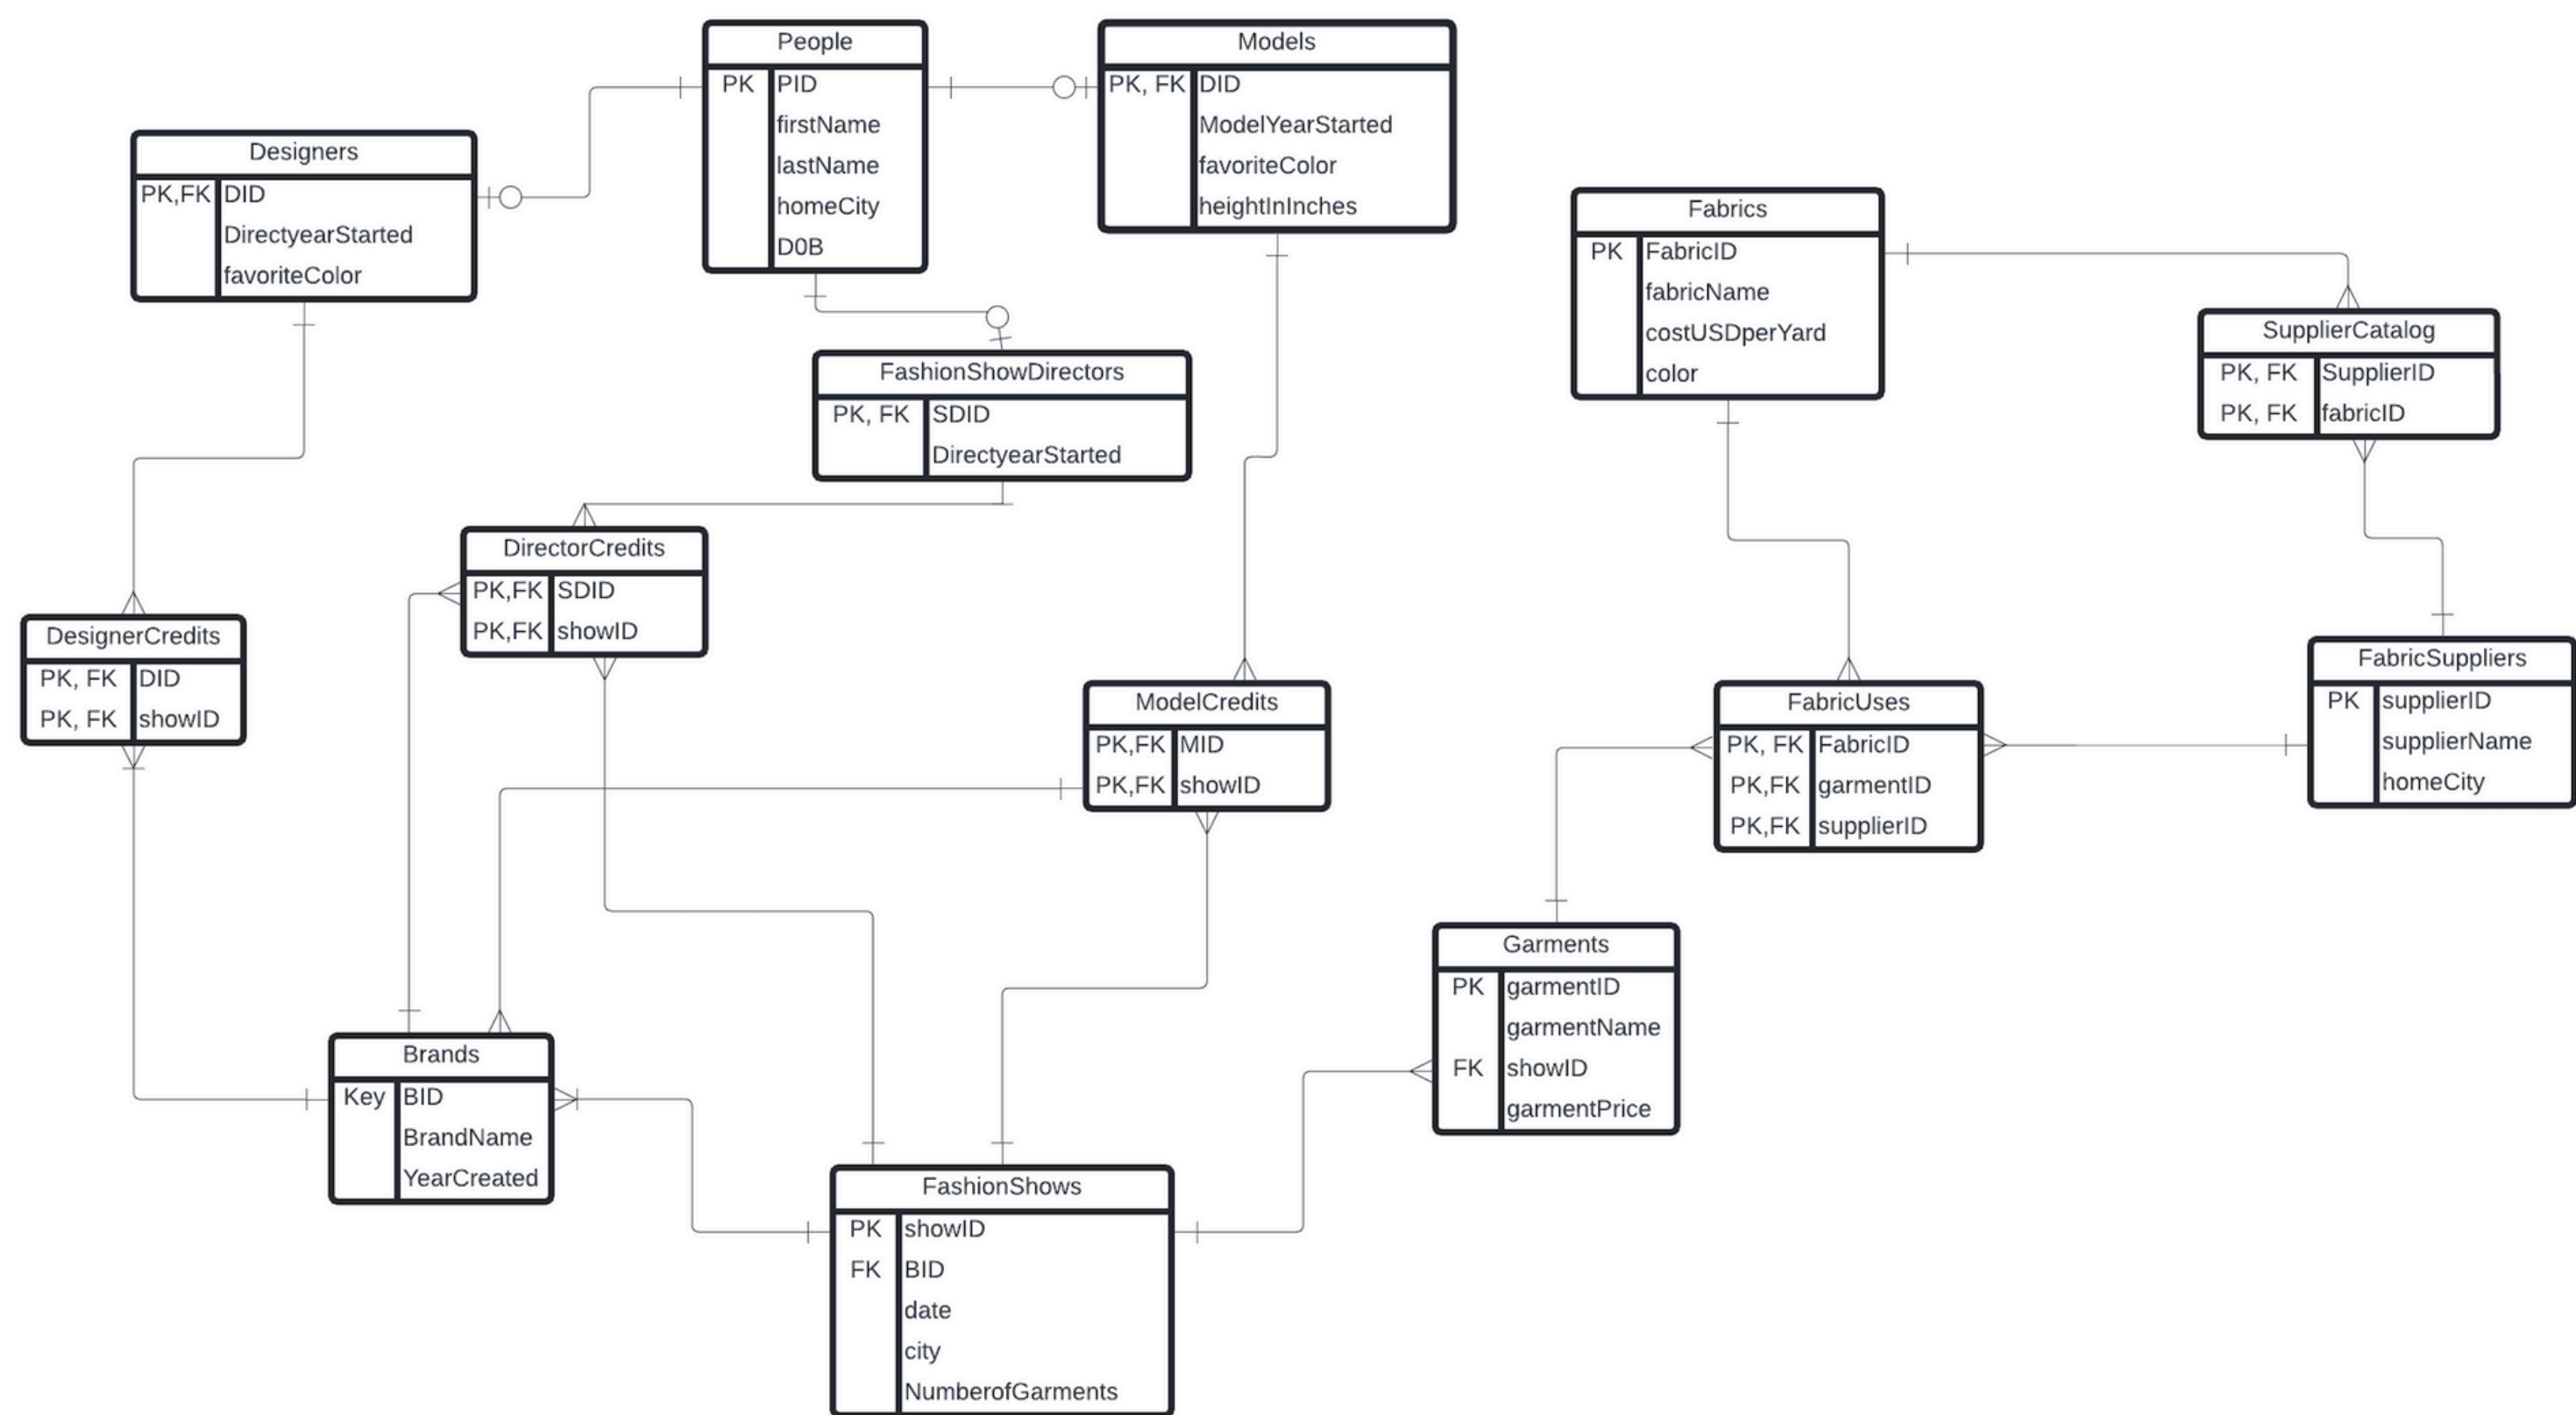 People
PK PID
firstName
lastName
homeCity
D0B
Models
PK, FK DID
ModelYearStarted
favoriteColor
heightInInches
Designers
PK,FK DID
DirectyearStarted
favoriteColor
Fabrics
PK FabricID
fabricName
costUSDperYard
color
SupplierCatalog
PK, FK SupplierID
PK, FK fabricID
FashionShowDirectors
PK, FK SDID
DirectyearStarted
DirectorCredits
PK,FK SDID
PK,FK showID
DesignerCredits
PK, FK DID
PK, FK showID
ModelCredits
PK,FK MID
PK,FK showID
FabricUses
PK, FK FabricID
PK,FK garmentID
PK,FK supplierID
FabricSuppliers
PK supplierID
supplierName
homeCity
Garments
PK garmentID
garmentName
FK showID
garmentPrice
Brands
Key BID
BrandName
YearCreated
FashionShows
PK showID
FK BID
date
city
NumberofGarments